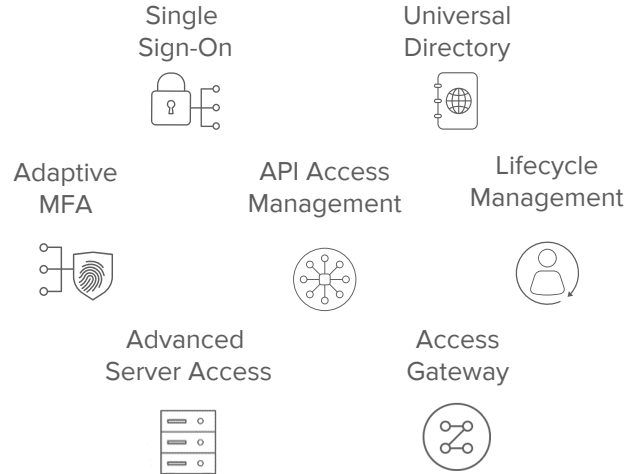 Single
Sign-On
Universal
Directory
Adaptive
MFA
API Access
Management
Lifecycle
Management
Advanced
Server Access
Access
Gateway